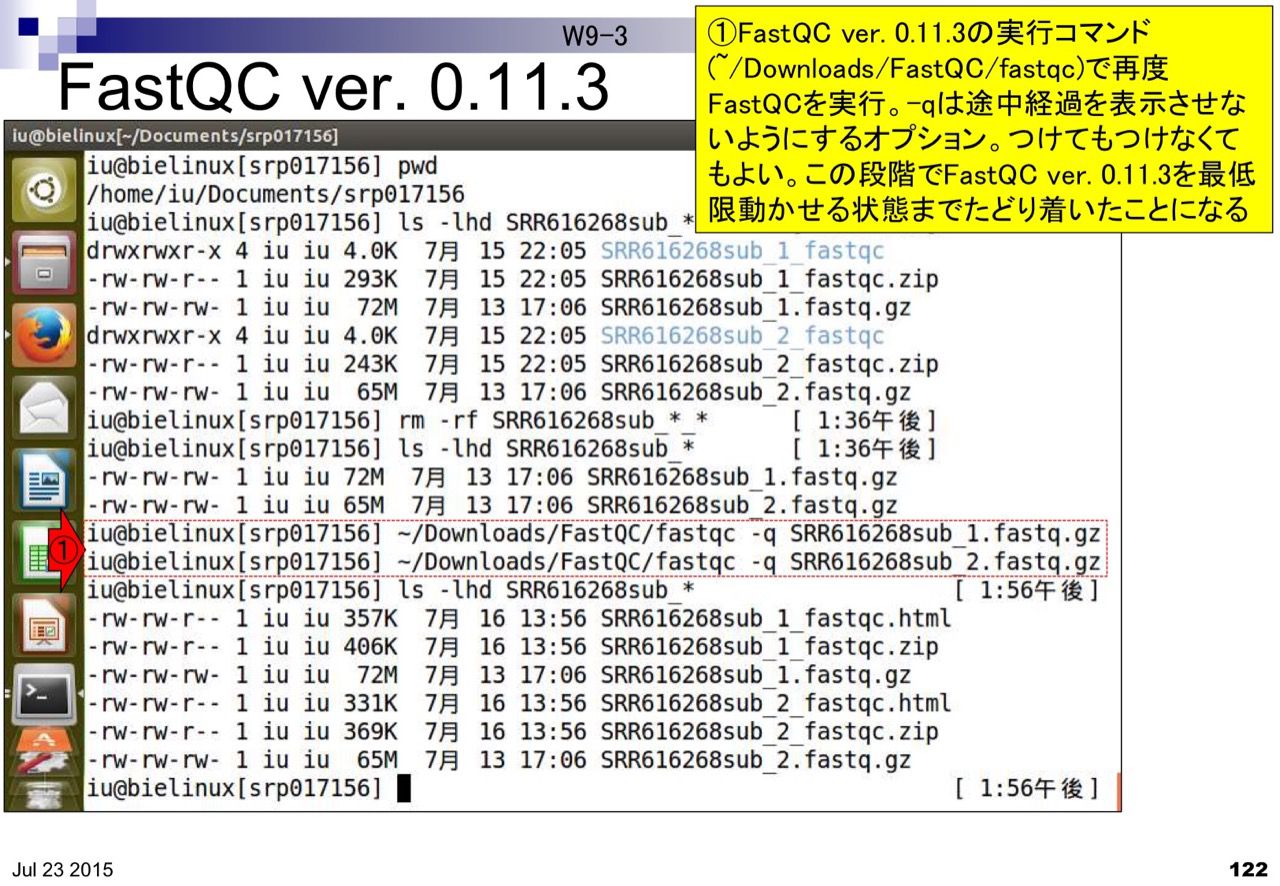 W9-3
FastQC ver. 0.11.3
①FastQC ver. 0.11.3の実行コマンド
(~/Downloads/FastQC/fastqc)で再度
FastQCを実行。-qは途中経過を表示させな
いようにするオプション。つけてもつけなくて
もよい。この段階でFastQC ver. 0.11.3を最低
限動かせる状態までたどり着いたことになる
iu@bielinux[~/Documents/srp017156]
iu@bielinux[srp017156] pwd
/home/iu/Documents/srp017156
iu@bielinux[srp017156] ls -lhd SRR616268sub_*
drwxrwxr-x 4 iu iu 4.0K 7月 15 22:05 SRR616268sub_1_fastqc
-rw-rw-r-- 1 iu iu 293K 7月 15 22:05 SRR616268sub_1_fastqc.zip
-rw-rw-rw- 1 iu iu 72M 7月 13 17:06 SRR616268sub_1.fastq.gz
drwxrwxr-x 4 iu iu 4.0K 7月 15 22:05 SRR616268sub_2_fastqc
-rw-rw-r-- 1 iu iu 243K 7月 15 22:05 SRR616268sub_2_fastqc.zip
-rw-rw-rw- 1 iu iu 65M 7月 13 17:06 SRR616268sub_2.fastq.gz
iu@bielinux[srp017156] rm -rf SRR616268sub_*_* [ 1:36午後]
iu@bielinux[srp017156] ls -lhd SRR616268sub_* [ 1:36午後]
-rw-rw-rw- 1 iu iu 72M 7月 13 17:06 SRR616268sub_1.fastq.gz
-rw-rw-rw- 1 iu iu 65M 7月 13 17:06 SRR616268sub_2.fastq.gz
iu@bielinux[srp017156] ~/Downloads/FastQC/fastqc -q SRR616268sub_1.fastq.gz
①
iu@bielinux[srp017156] ~/Downloads/FastQC/fastqc -q SRR616268sub_2.fastq.gz
iu@bielinux[srp017156] ls -lhd SRR616268sub_* [ 1:56午後]
-rw-rw-r-- 1 iu iu 357K 7月 16 13:56 SRR616268sub_1_fastqc.html
-rw-rw-r-- 1 iu iu 406K 7月 16 13:56 SRR616268sub_1_fastqc.zip
-rw-rw-rw- 1 iu iu 72M 7月 13 17:06 SRR616268sub_1.fastq.gz
-rw-rw-r-- 1 iu iu 331K 7月 16 13:56 SRR616268sub_2_fastqc.html
-rw-rw-r-- 1 iu iu 369K 7月 16 13:56 SRR616268sub_2_fastqc.zip
-rw-rw-rw- 1 iu iu 65M 7月 13 17:06 SRR616268sub_2.fastq.gz
iu@bielinux[srp017156] [ 1:56午後]
Jul 23 2015
122